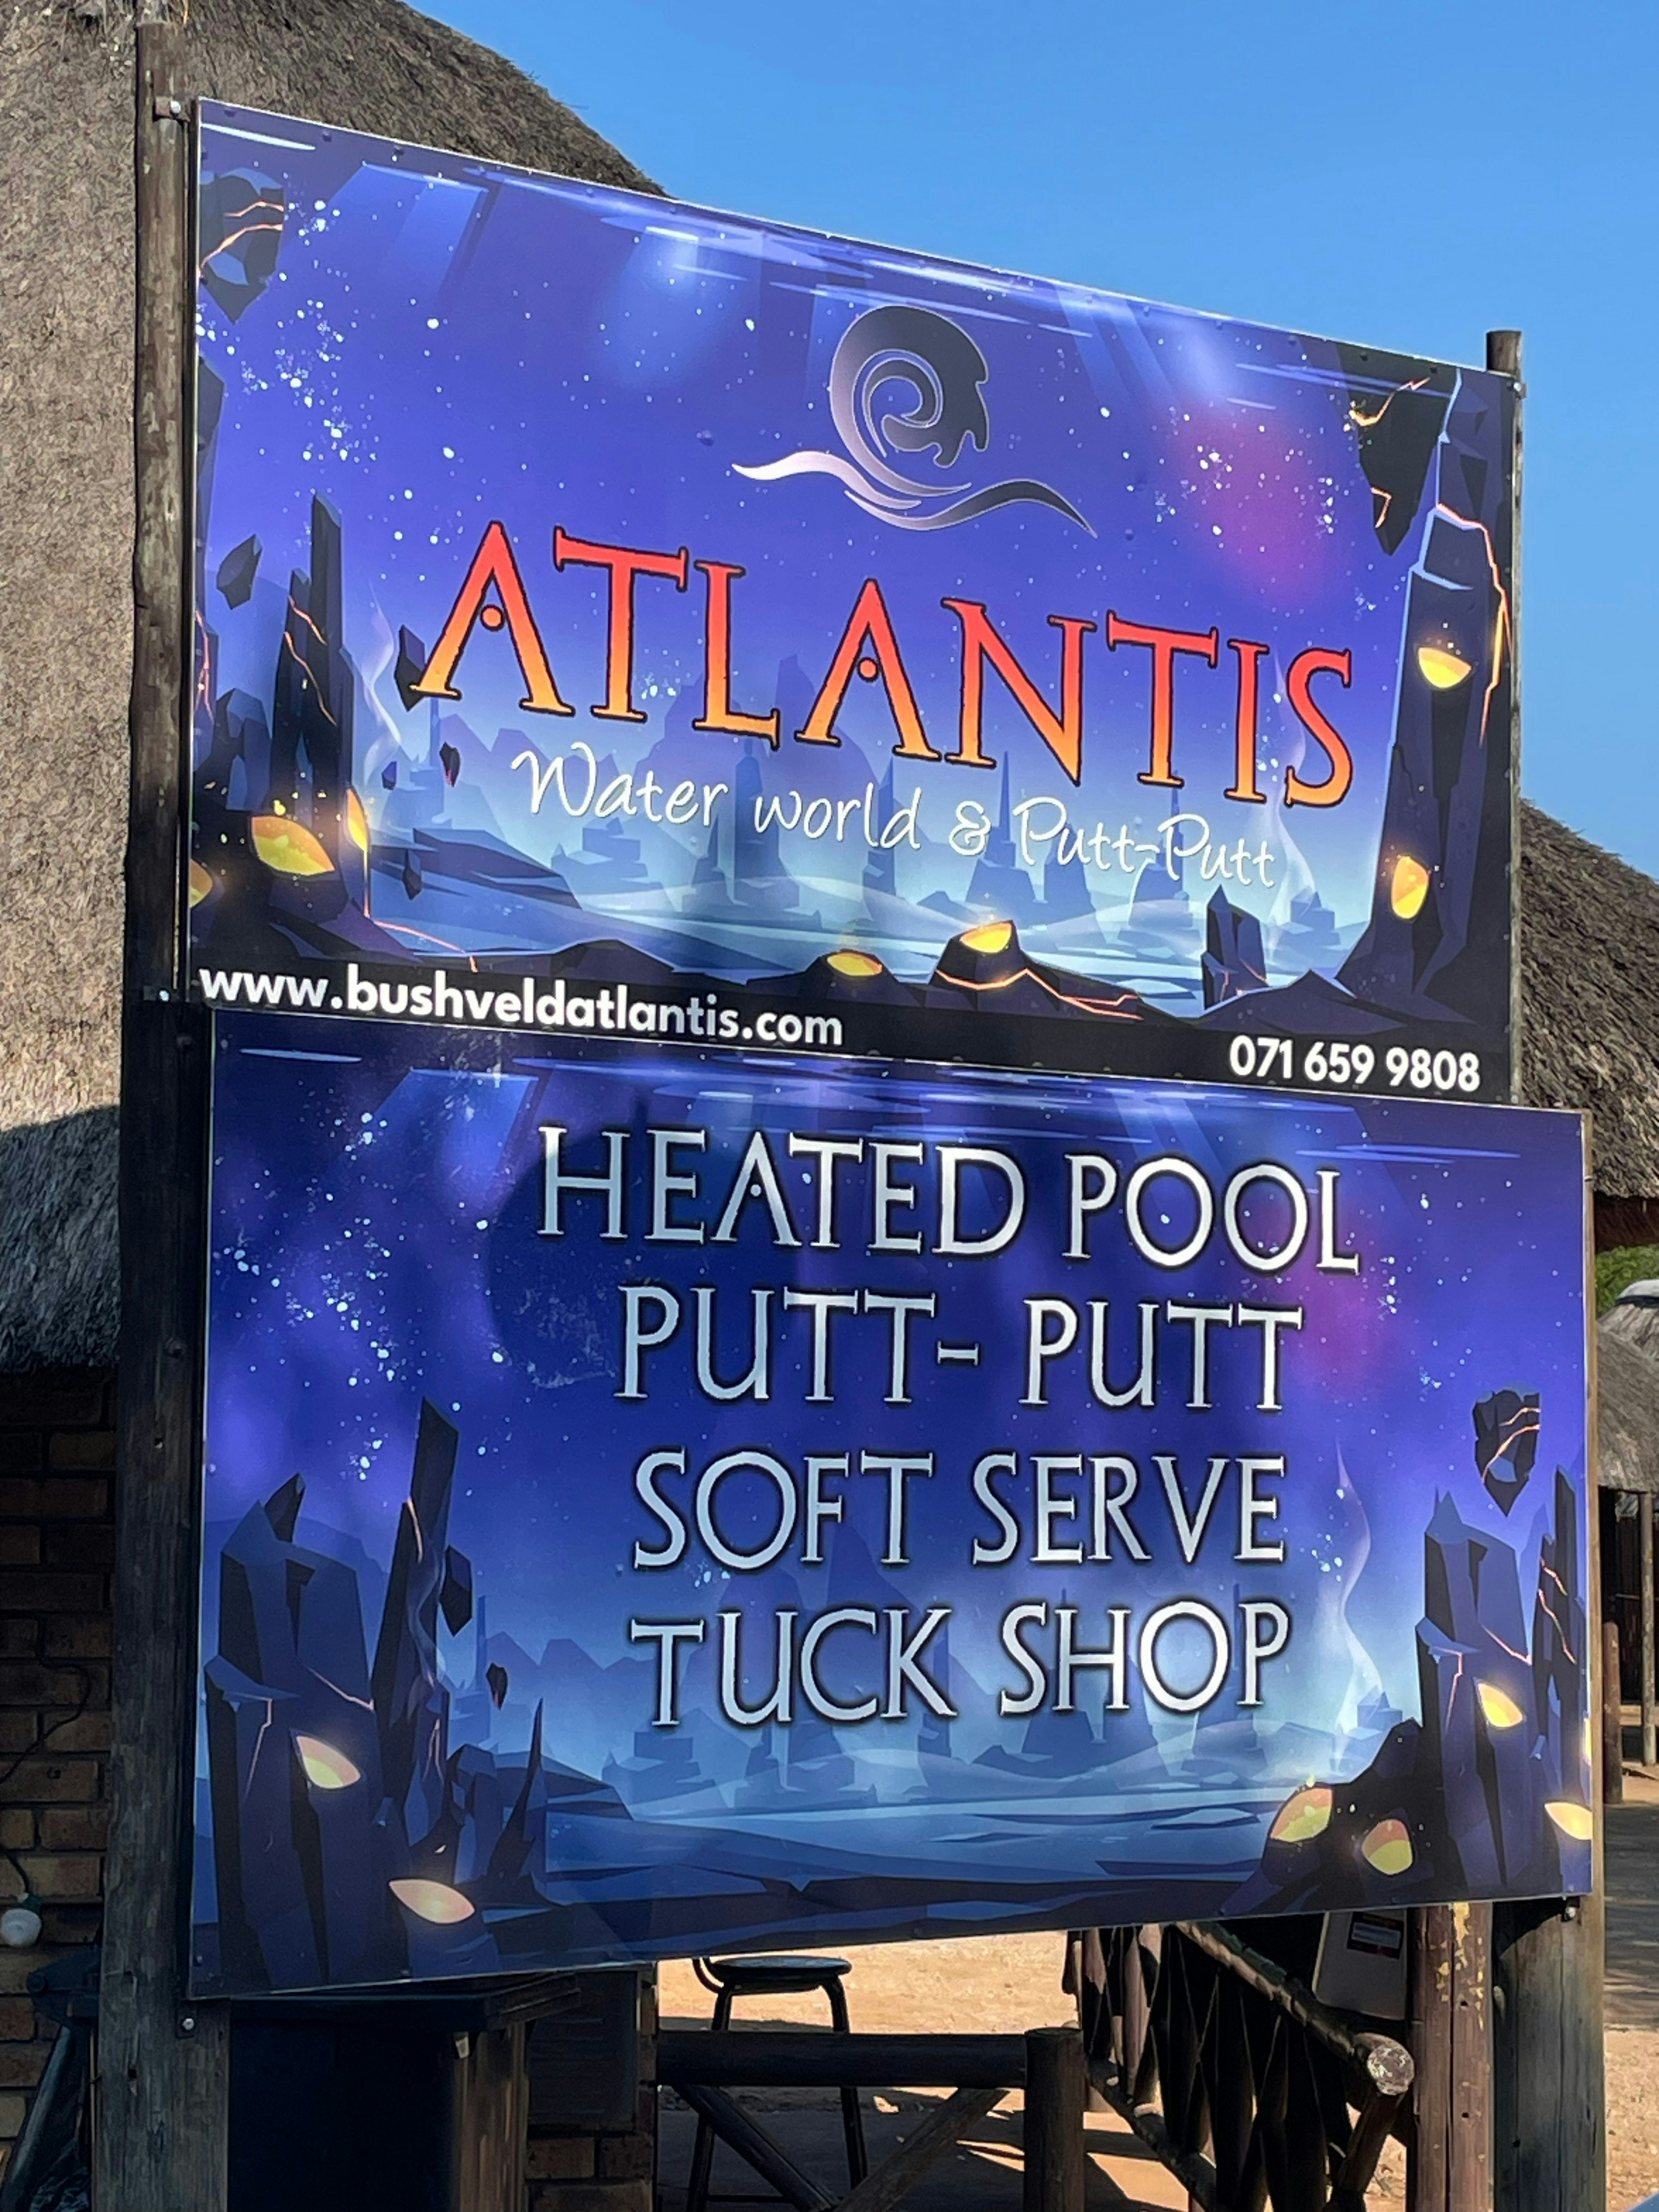 ATLANTIS
Water world & Putt-Putt
www.bushveldatlantis.com
071 659 9808
HEATED POOL
PUTT- PUTT
SOFT SERVE
TUCK SHOP